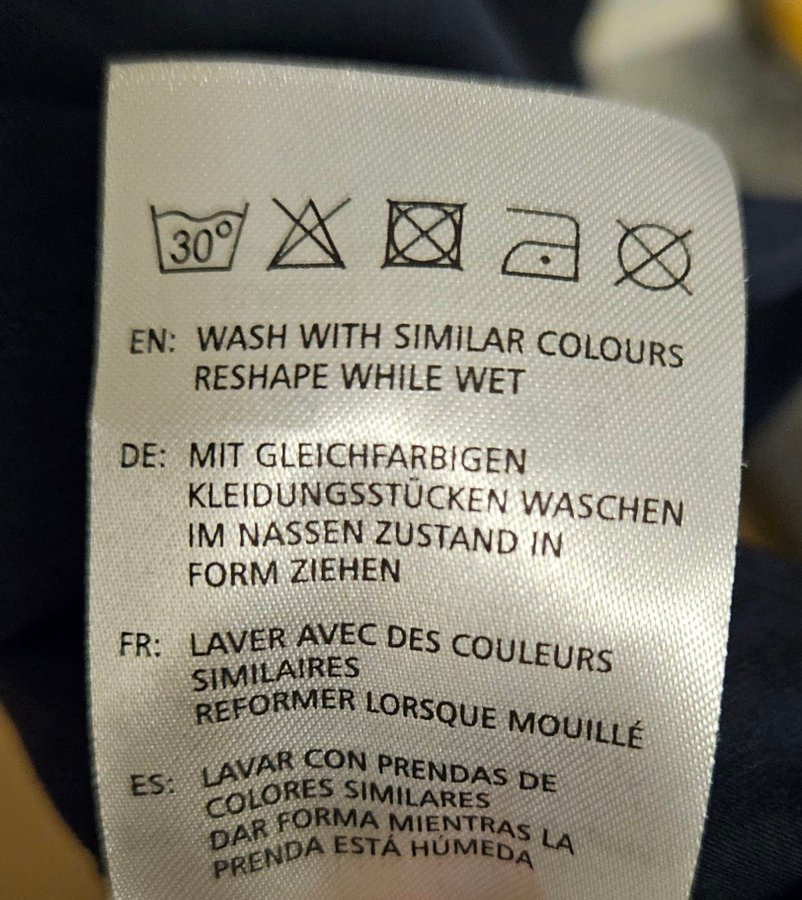 30°
EN: WASH WITH SIMILAR COLOURS
RESHAPE WHILE WET
DE: MIT GLEICHFARBIGEN
KLEIDUNGSSTÜCKEN WASCHEN
IM NASSEN ZUSTAND IN
FORM ZIEHEN
FR: LAVER AVEC DES COULEURS
SIMILAIRES
REFORMER LORSQUE MOUILLÉ
ES: LAVAR CON PRENDAS DE
COLORES SIMILARES
DAR FORMA MIENTRAS LA
PRENDA ESTÁ HÚMEDA